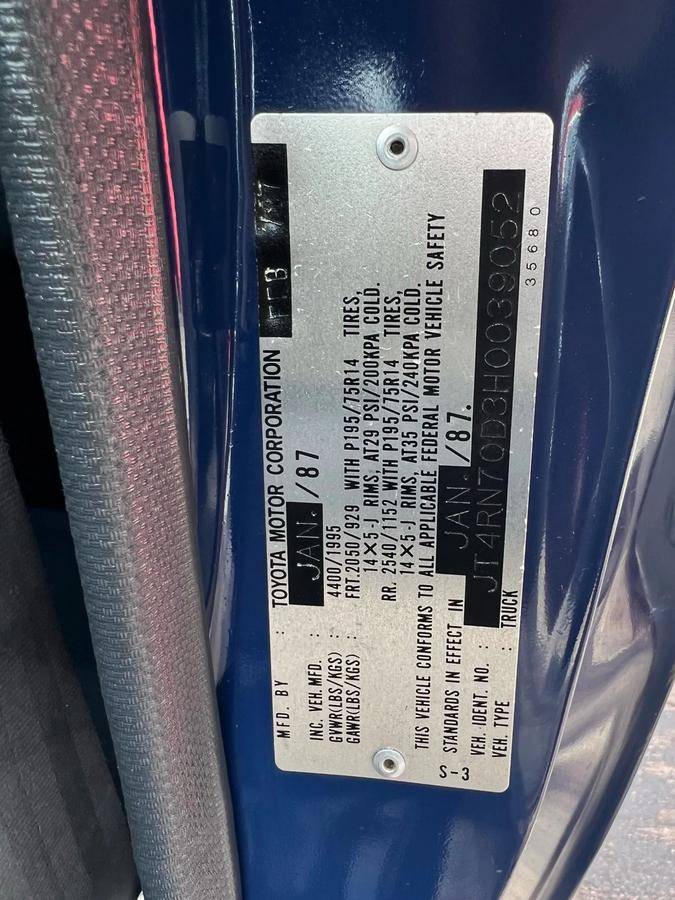 MFD. BY : TOYOTA MOTOR CORPORATION FEB /87
INC. VEH. MFD. : JAN. /87
GVWR(LBS/KGS) : 4400/1995
GAWR(LBS/KGS) : FRT. 2050/929 WITH P195/75R14 TIRES,
14×5-J RIMS, AT29 PSI/200KPA COLD.
RR. 2540/1152 WITH P195/75R14 TIRES,
14×5-J RIMS, AT35 PSI/240KPA COLD.
THIS VEHICLE CONFORMS TO ALL APPLICABLE FEDERAL MOTOR VEHICLE SAFETY
STANDARDS IN EFFECT IN JAN. /87.
VEH. IDENT. NO. : JT4RN70D3H0039052
VEH. TYPE : TRUCK
S-3
35680